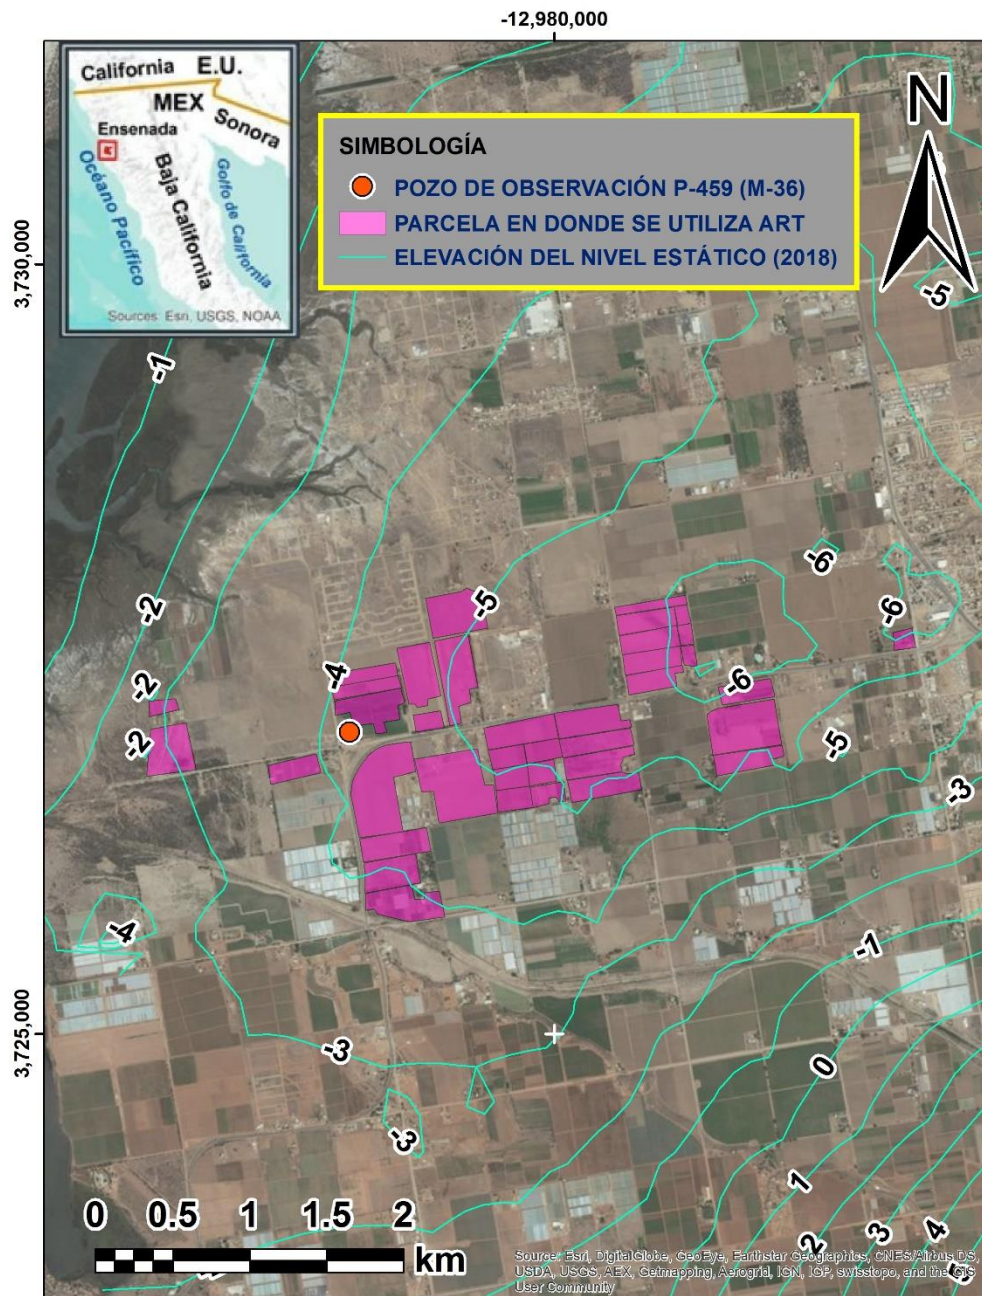 -12,980,000
California E.U.
MEX
Sonora
Ensenada
Océano Pacífico
Baja California
Golfo de California
Sources: Esri, USGS, NOAA
SIMBOLOGÍA
POZO DE OBSERVACIÓN P-459 (M-36)
PARCELA EN DONDE SE UTILIZA ART
ELEVACIÓN DEL NIVEL ESTÁTICO (2018)
N
3,730,000
-5
-1
-6
-2
-5
-6
-4
-2
-6
-2
-5
-3
-4
-1
3,725,000
-3
0
-3
1
2
3
4
5
0 0.5 1 1.5 2
km
Source: Esri, DigitalGlobe, GeoEye, Earthstar Geographics, CNES/Airbus DS,
USDA, USGS, AEX, Getmapping, Aerogrid, IGN, IGP, swisstopo, and the GIS
User Community